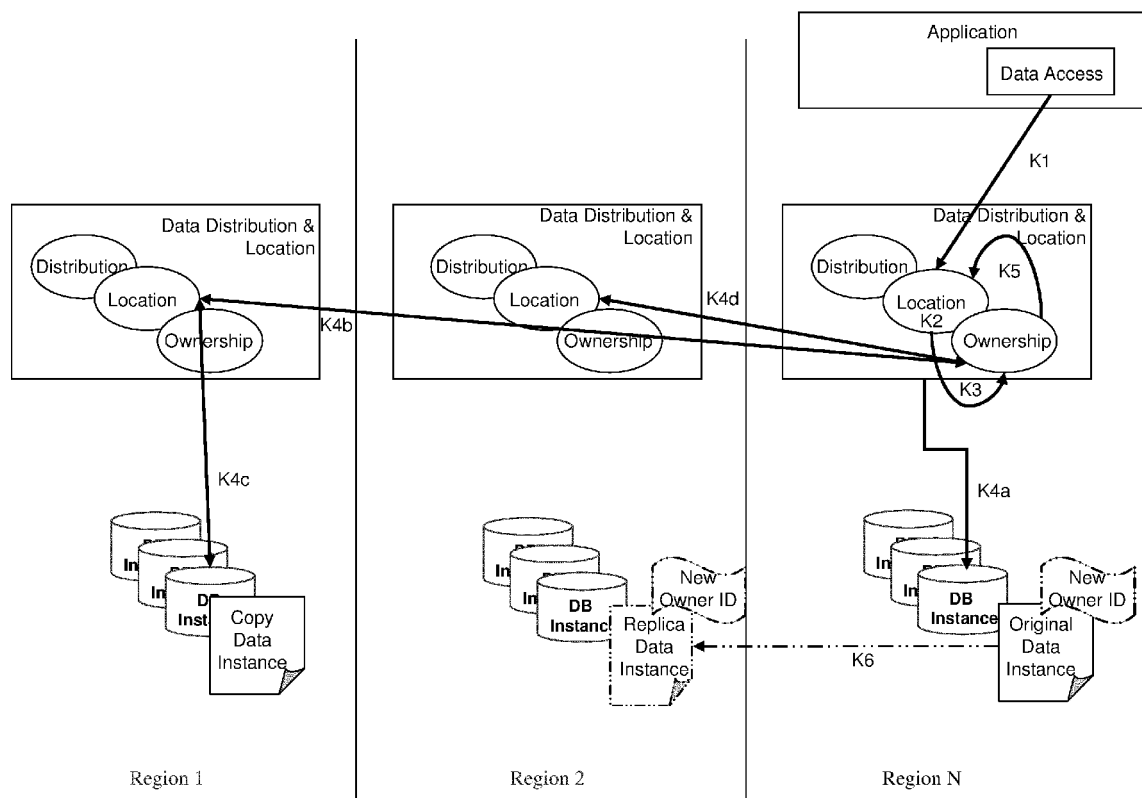 Application
Data Access
K1
Data Distribution &
Location
Distribution
Location
Ownership
K4b
K4c
DB
Instance
Copy
Data
Instance
Region 1
Data Distribution &
Location
Distribution
Location
Ownership
K4d
DB
Instance
New
Owner ID
Replica
Data
Instance
Region 2
Data Distribution &
Location
Distribution
Location
K2
K5
Ownership
K3
K4a
DB
Instance
New
Owner ID
Original
Data
Instance
K6
Region N